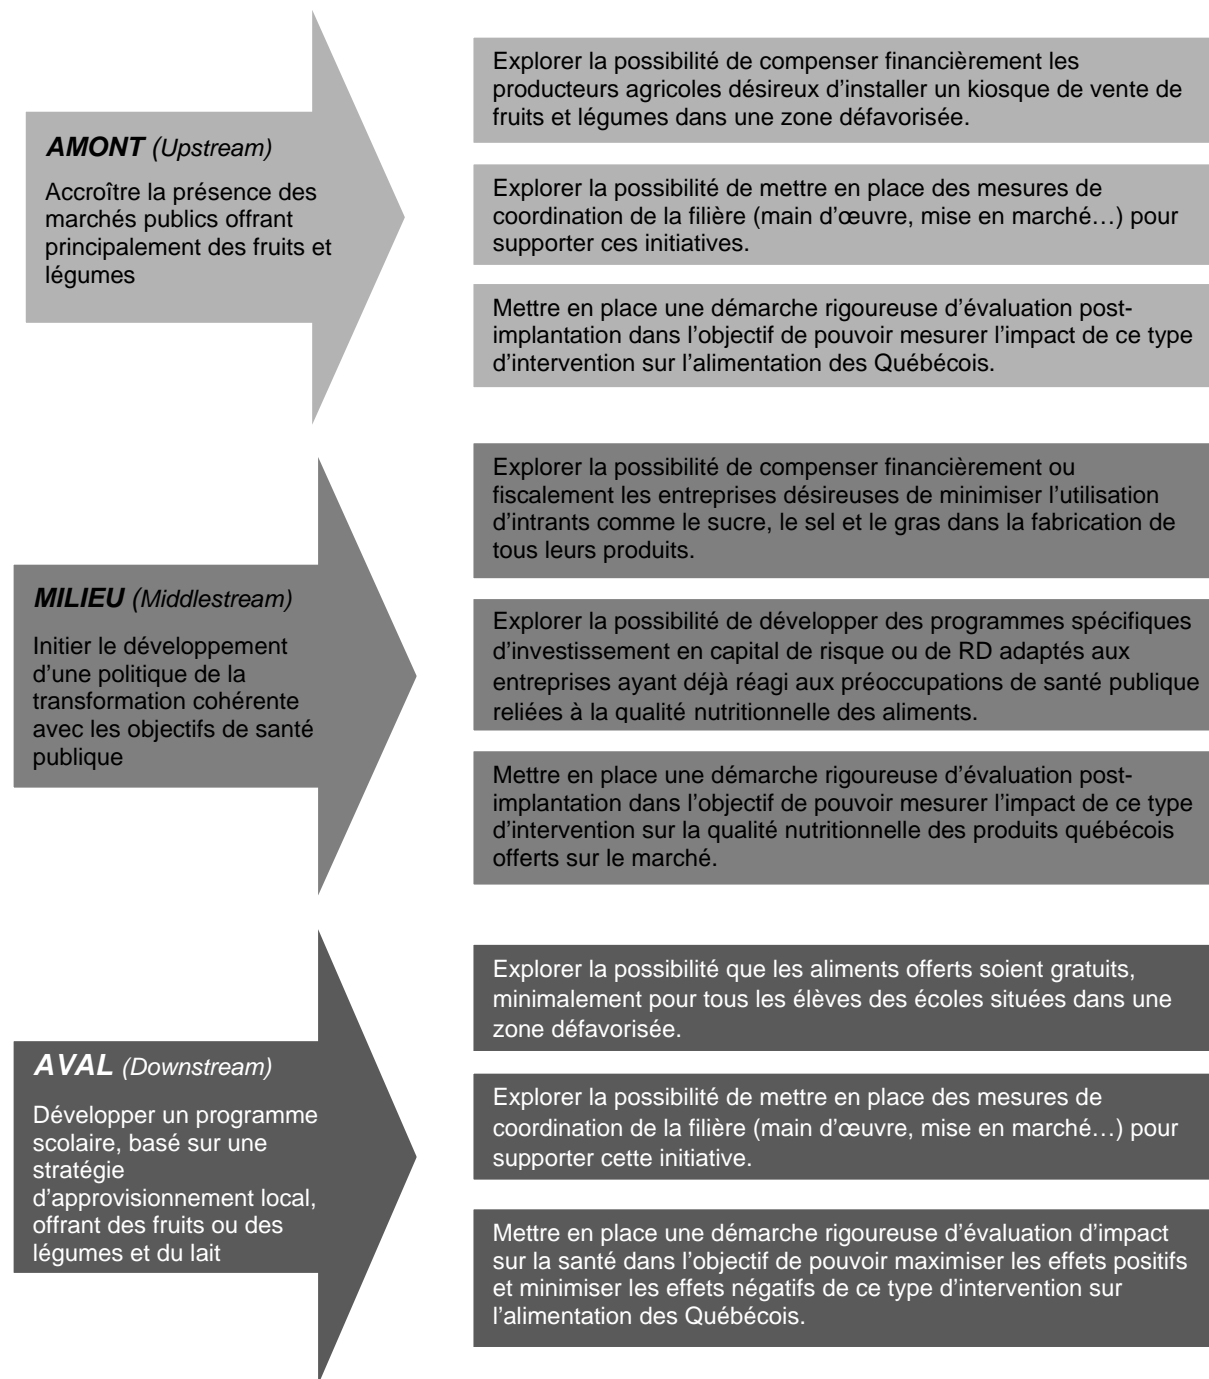 AMONT (Upstream)
Accroître la présence des
marchés publics offrant
principalement des fruits et
légumes
Explorer la possibilité de compenser financièrement les
producteurs agricoles désireux d’installer un kiosque de vente de
fruits et légumes dans une zone défavorisée.
Explorer la possibilité de mettre en place des mesures de
coordination de la filière (main d’œuvre, mise en marché…) pour
supporter ces initiatives.
Mettre en place une démarche rigoureuse d’évaluation post-
implantation dans l’objectif de pouvoir mesurer l’impact de ce type
d’intervention sur l’alimentation des Québécois.
MILIEU (Middlestream)
Initier le développement
d’une politique de la
transformation cohérente
avec les objectifs de santé
publique
Explorer la possibilité de compenser financièrement ou
fiscalement les entreprises désireuses de minimiser l’utilisation
d’intrants comme le sucre, le sel et le gras dans la fabrication de
tous leurs produits.
Explorer la possibilité de développer des programmes spécifiques
d’investissement en capital de risque ou de RD adaptés aux
entreprises ayant déjà réagi aux préoccupations de santé publique
reliées à la qualité nutritionnelle des aliments.
Mettre en place une démarche rigoureuse d’évaluation post-
implantation dans l’objectif de pouvoir mesurer l’impact de ce type
d’intervention sur la qualité nutritionnelle des produits québécois
offerts sur le marché.
AVAL (Downstream)
Développer un programme
scolaire, basé sur une
stratégie
d’approvisionnement local,
offrant des fruits ou des
légumes et du lait
Explorer la possibilité que les aliments offerts soient gratuits,
minimalement pour tous les élèves des écoles situées dans une
zone défavorisée.
Explorer la possibilité de mettre en place des mesures de
coordination de la filière (main d’œuvre, mise en marché…) pour
supporter cette initiative.
Mettre en place une démarche rigoureuse d’évaluation d’impact
sur la santé dans l’objectif de pouvoir maximiser les effets positifs
et minimiser les effets négatifs de ce type d’intervention sur
l’alimentation des Québécois.